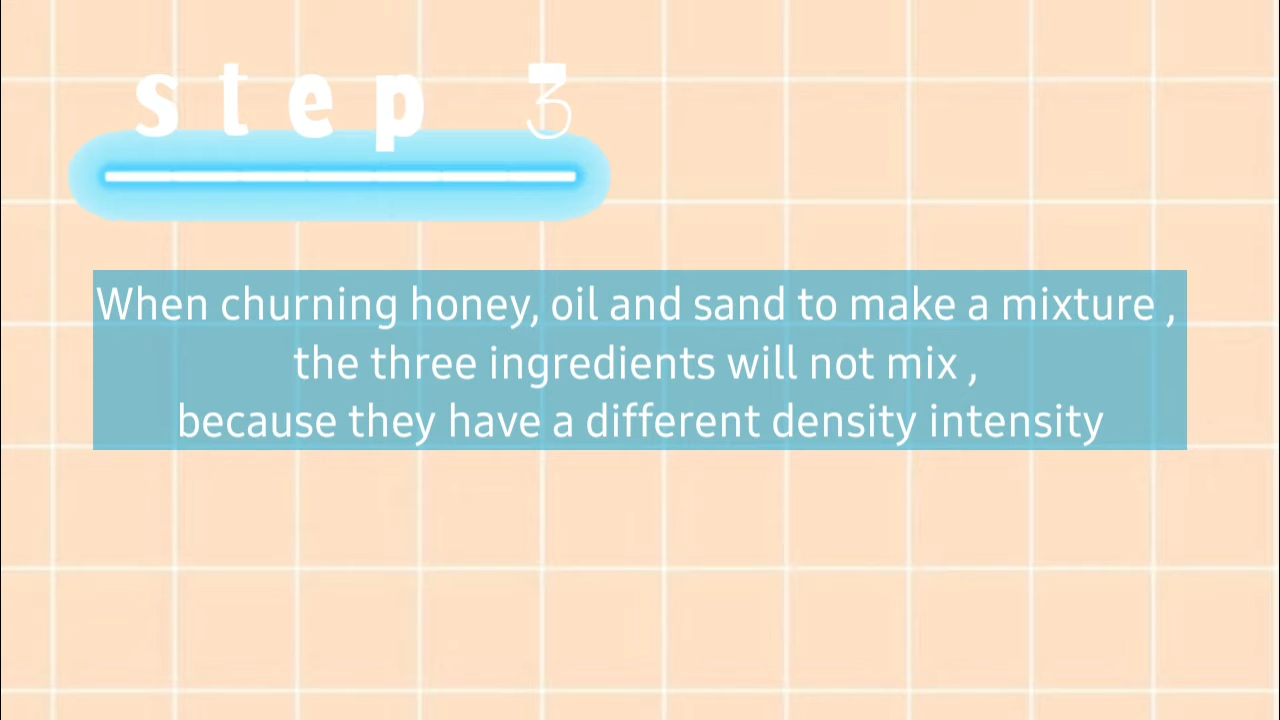 step 3
When churning honey, oil and sand to make a mixture ,
the three ingredients will not mix ,
because they have a different density intensity